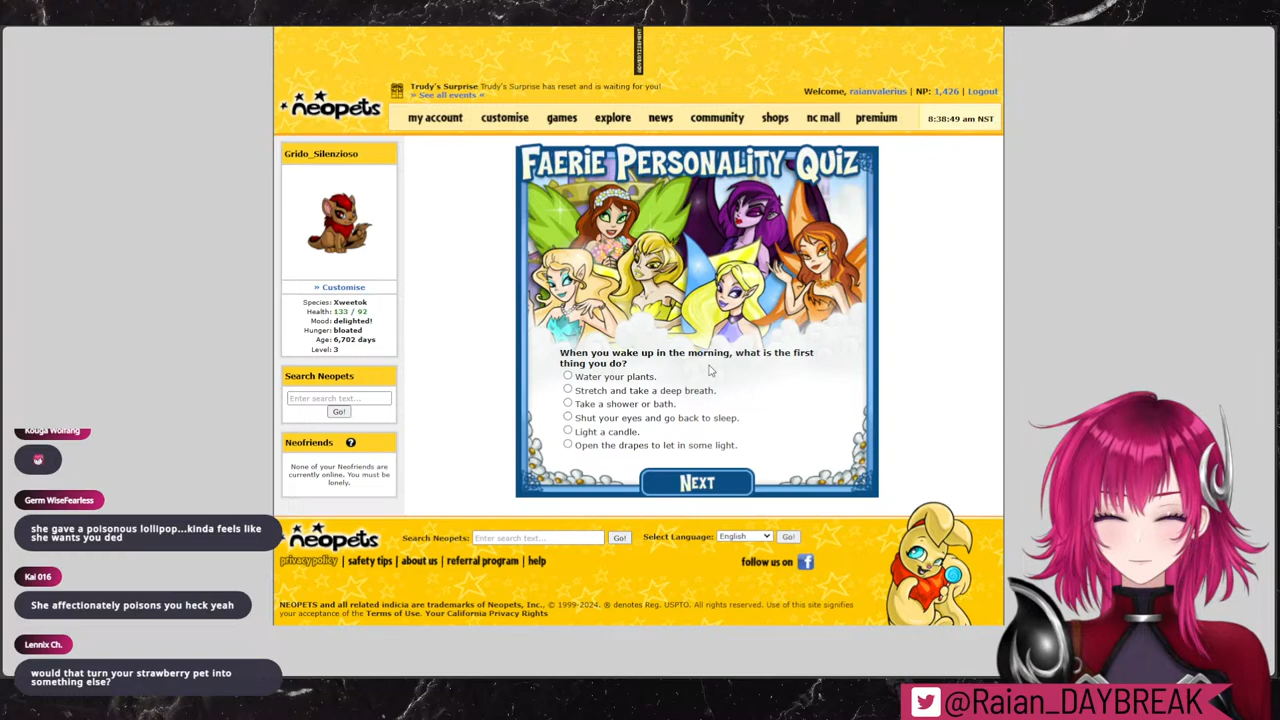 ADVERTISEMENT
Trudy's Surprise Trudy's Surprise has reset and is waiting for you!
» See all events «
Welcome, raianvalerius | NP: 1,426 | Logout
neopets
my account customise games explore news community shops nc mall premium
8:38:49 am NST
Grido_Silenzioso
» Customise
Species: Xweetok
Health: 133 / 92
Mood: delighted!
Hunger: bloated
Age: 6,702 days
Level: 3
Search Neopets
Enter search text...
Go!
Neofriends ?
None of your Neofriends are
currently online. You must be
lonely.
Faerie Personality Quiz
When you wake up in the morning, what is the first
thing you do?
Water your plants.
Stretch and take a deep breath.
Take a shower or bath.
Shut your eyes and go back to sleep.
Light a candle.
Open the drapes to let in some light.
Next
neopets
Search Neopets: Enter search text... Go! Select Language: English Go!
privacy policy | safety tips | about us | referral program | help
follow us on f
NEOPETS and all related indicia are trademarks of Neopets, Inc., © 1999-2024. ® denotes Reg. USPTO. All rights reserved. Use of this site signifies
your acceptance of the Terms of Use. Your California Privacy Rights
Kouga Wolfang
Germ WiseFearless
she gave a poisonous lollipop...kinda feels like
she wants you ded
Kai 016
She affectionately poisons you heck yeah
Lennix Ch.
would that turn your strawberry pet into
something else?
@Raian_DAYBREAK